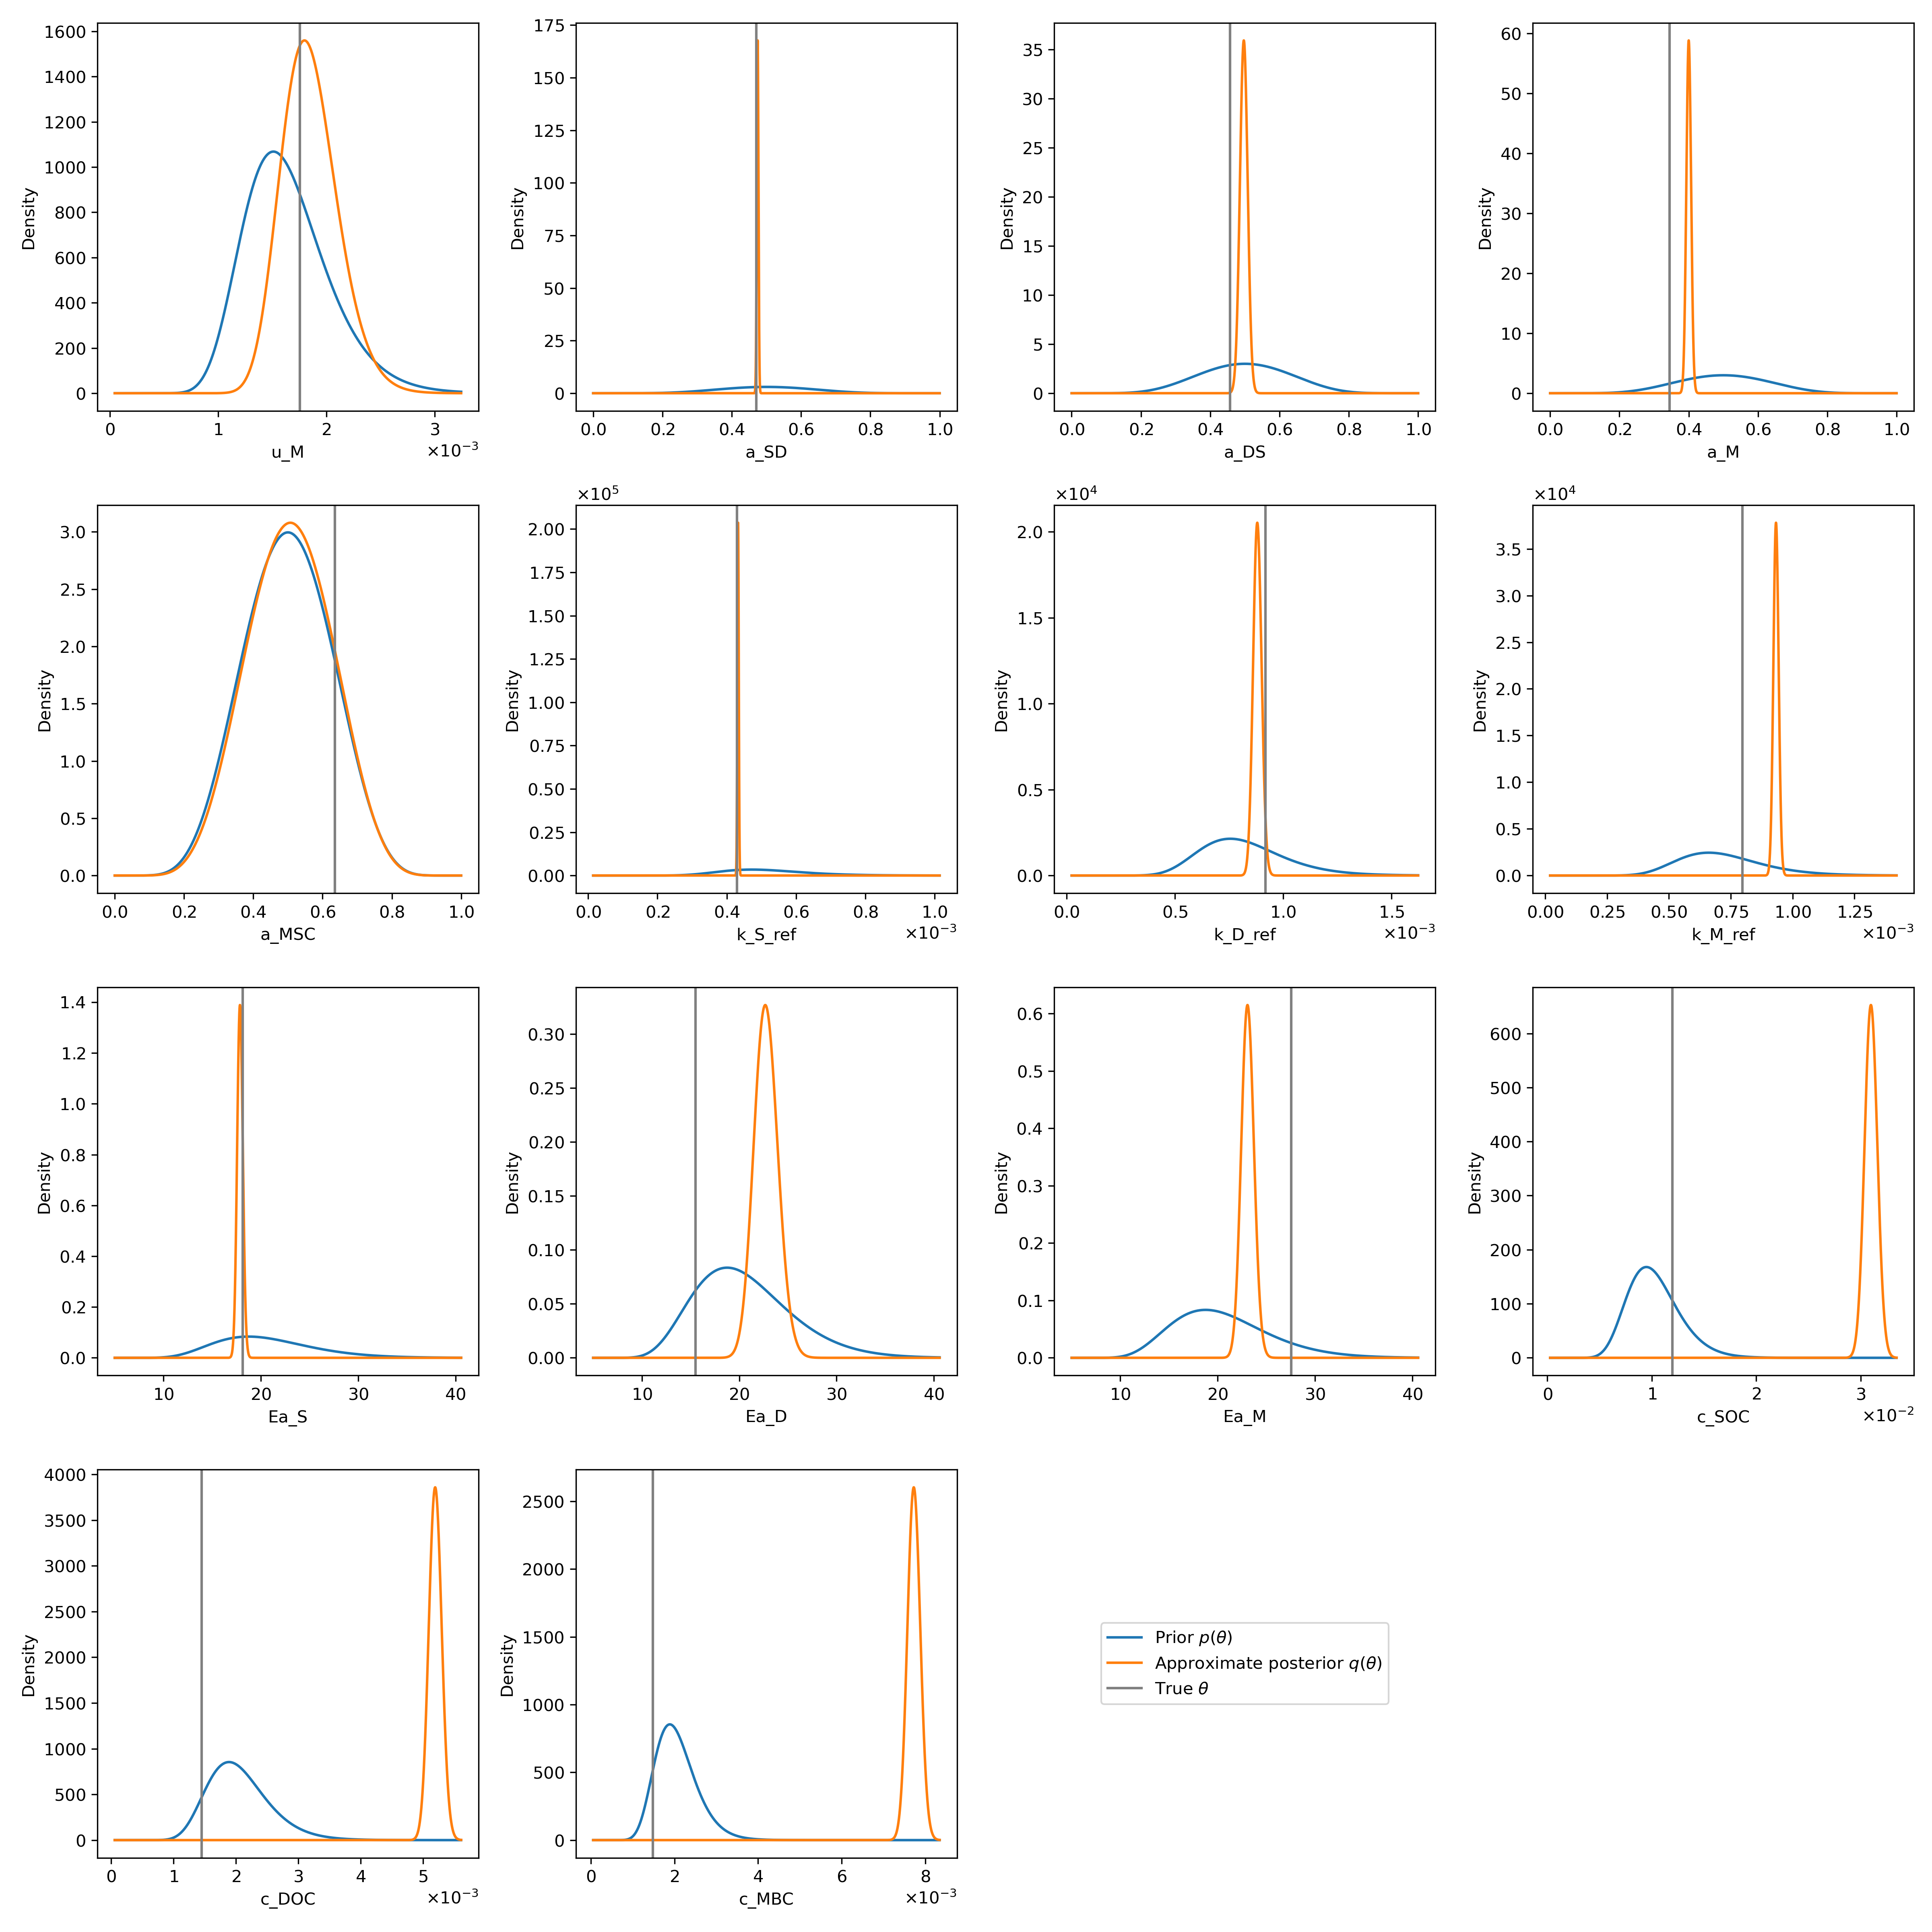 1600
1400
1200
1000
800
600
400
200
0
Density
0 1 2 3
u_M ×10⁻³
175
150
125
100
75
50
25
0
Density
0.0 0.2 0.4 0.6 0.8 1.0
a_SD
35
30
25
20
15
10
5
0
Density
0.0 0.2 0.4 0.6 0.8 1.0
a_DS
60
50
40
30
20
10
0
Density
0.0 0.2 0.4 0.6 0.8 1.0
a_M
3.0
2.5
2.0
1.5
1.0
0.5
0.0
Density
0.0 0.2 0.4 0.6 0.8 1.0
a_MSC
×10⁵
2.00
1.75
1.50
1.25
1.00
0.75
0.50
0.25
0.00
Density
0.0 0.2 0.4 0.6 0.8 1.0
k_S_ref ×10⁻³
×10⁴
2.0
1.5
1.0
0.5
0.0
Density
0.0 0.5 1.0 1.5
k_D_ref ×10⁻³
×10⁴
3.5
3.0
2.5
2.0
1.5
1.0
0.5
0.0
Density
0.00 0.25 0.50 0.75 1.00 1.25
k_M_ref ×10⁻³
1.4
1.2
1.0
0.8
0.6
0.4
0.2
0.0
Density
10 20 30 40
Ea_S
0.30
0.25
0.20
0.15
0.10
0.05
0.00
Density
10 20 30 40
Ea_D
0.6
0.5
0.4
0.3
0.2
0.1
0.0
Density
10 20 30 40
Ea_M
600
500
400
300
200
100
0
Density
0 1 2 3
c_SOC ×10⁻²
4000
3500
3000
2500
2000
1500
1000
500
0
Density
0 1 2 3 4 5
c_DOC ×10⁻³
2500
2000
1500
1000
500
0
Density
0 2 4 6 8
c_MBC ×10⁻³
Prior p(θ)
Approximate posterior q(θ)
True θ